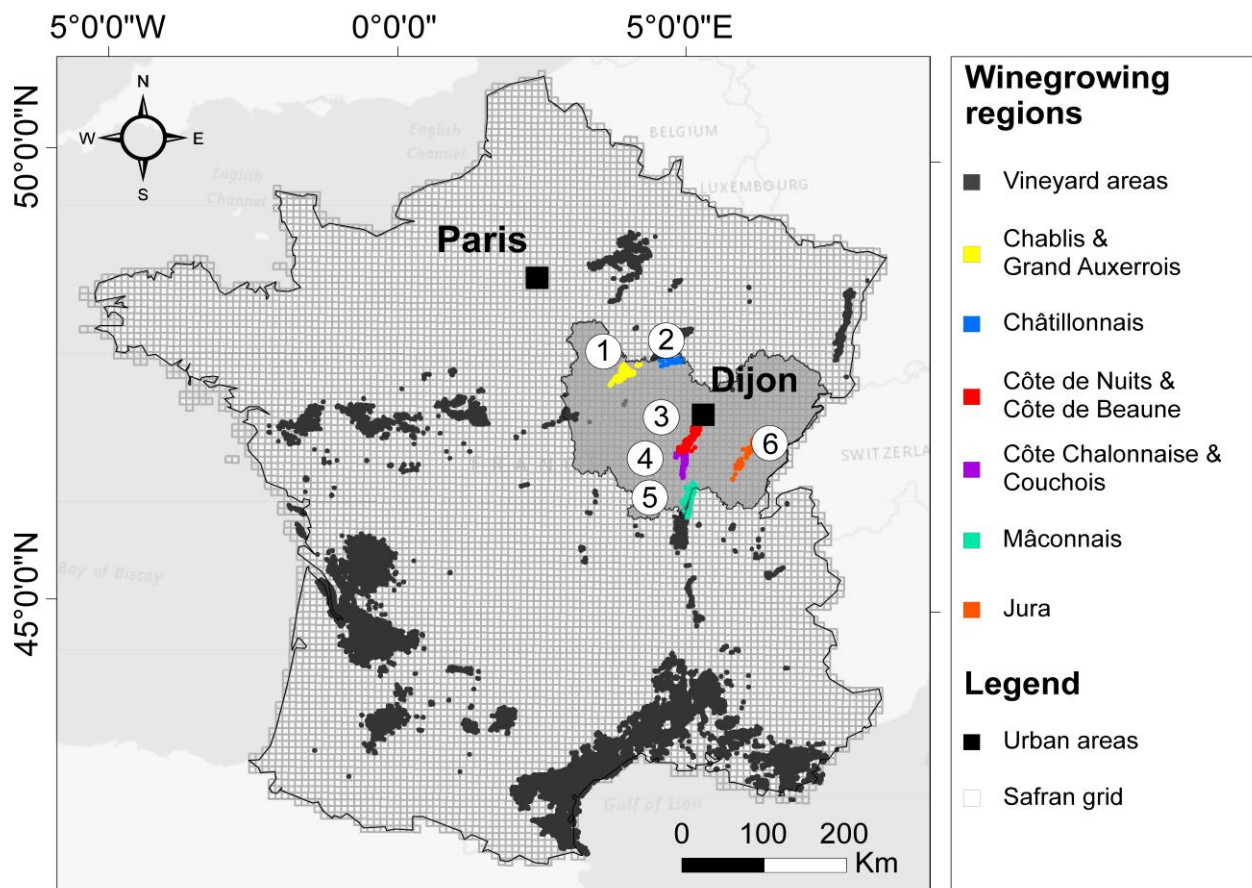 5°0'0"W
0°0'0"
5°0'0"E
50°0'0"N
45°0'0"N
N
W
E
S
English
Channel
English
Channel
BELGIUM
LUXEMBOURG
Paris
1
2
Dijon
3
4
5
6
SWITZERLA
Bay of Biscay
Gulf of Lion
0
100
200
Km
Winegrowing
regions
Vineyard areas
Chablis &
Grand Auxerrois
Châtillonnais
Côte de Nuits &
Côte de Beaune
Côte Chalonnaise &
Couchois
Mâconnais
Jura
Legend
Urban areas
Safran grid